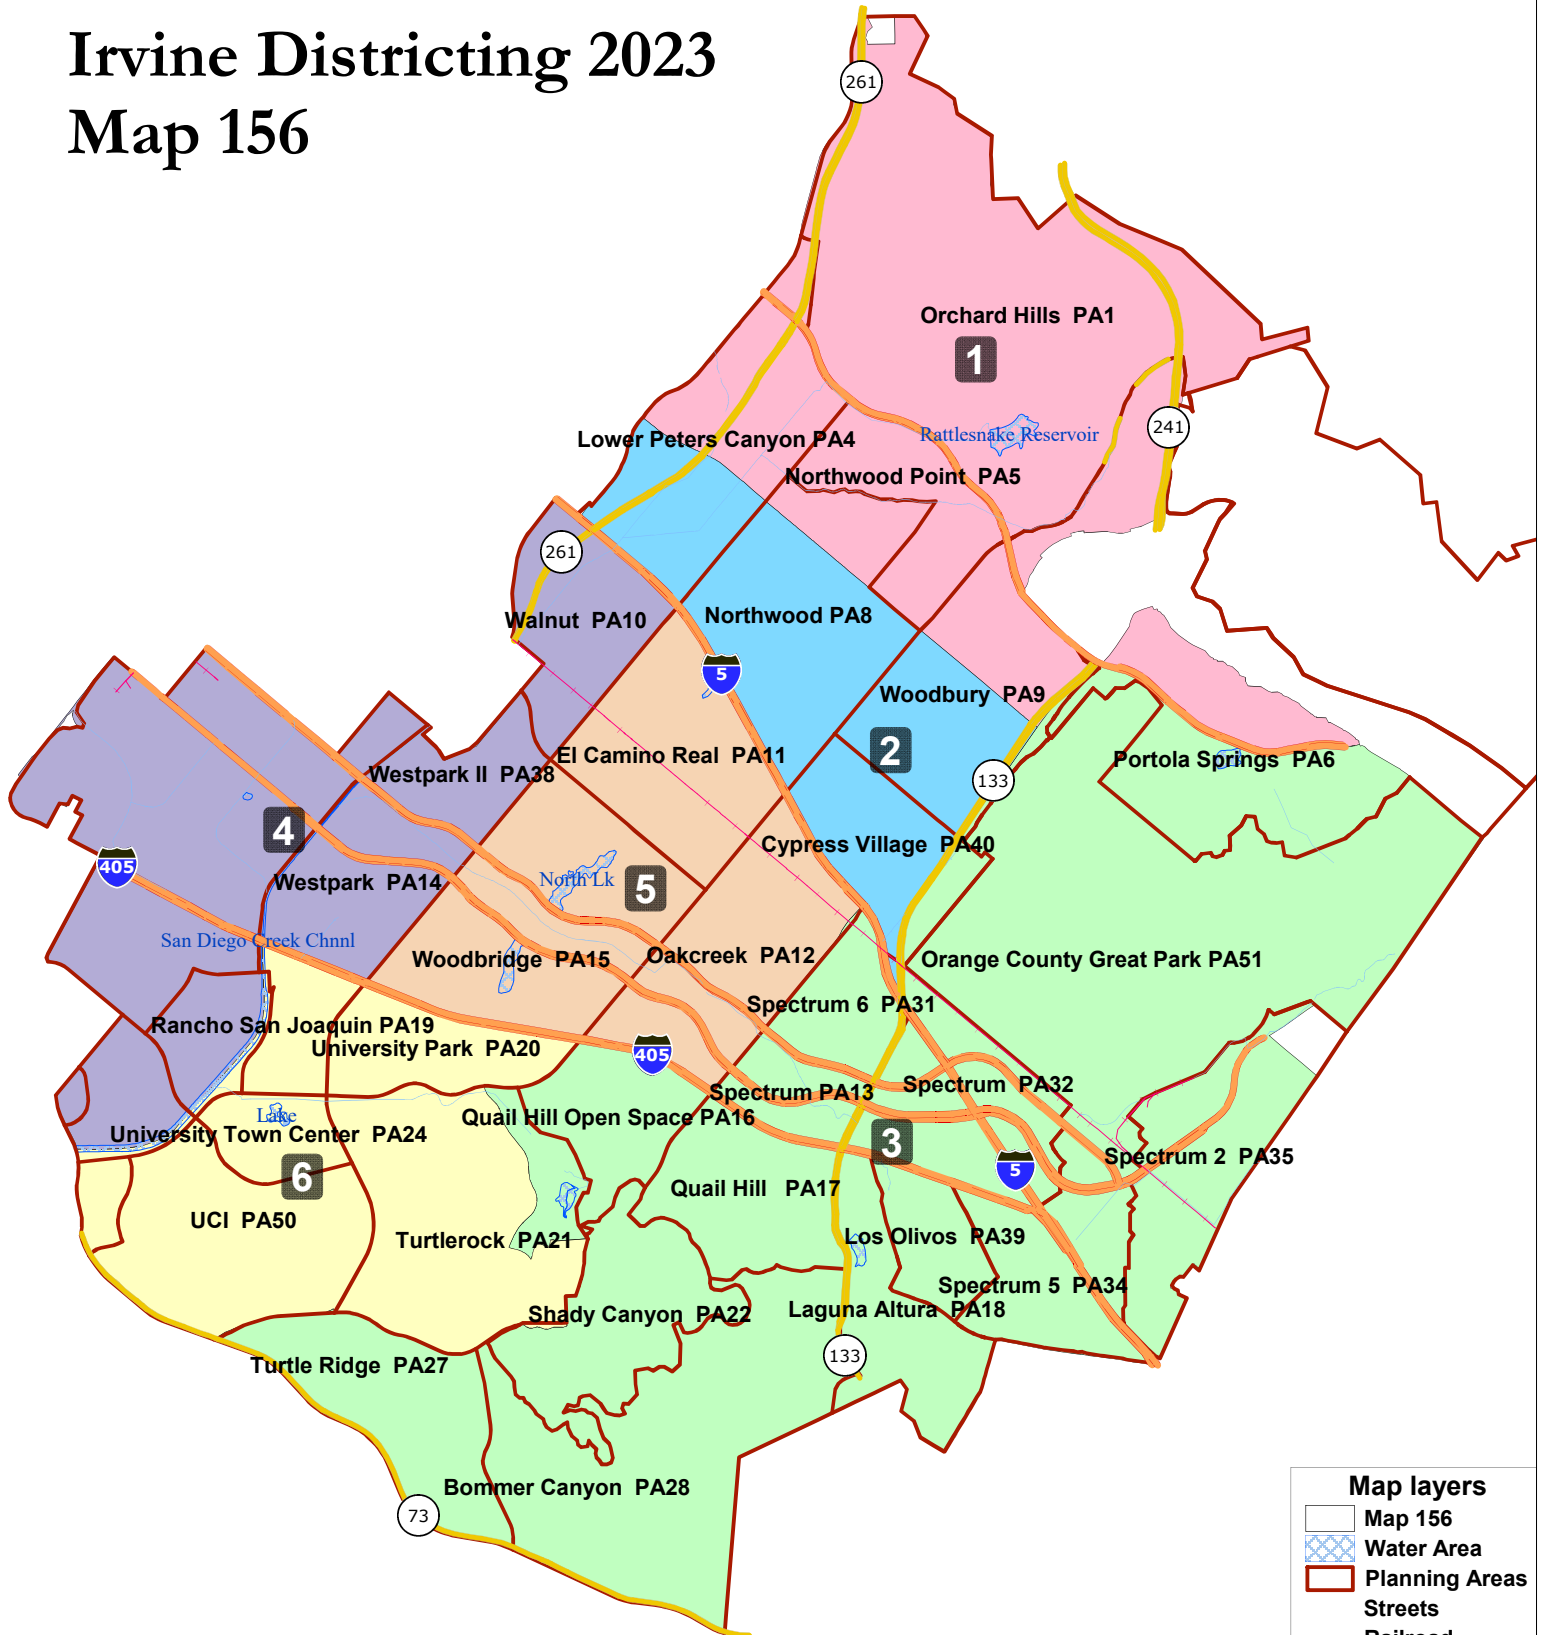 Irvine Districting 2023
Map 156
261
Orchard Hills  PA1
1
241
Lower Peters Canyon PA4
Rattlesnake Reservoir
Northwood Point  PA5
261
Walnut  PA10
Northwood PA8
5
Woodbury  PA9
2
El Camino Real  PA11
Portola Springs  PA6
Westpark II  PA38
133
4
Cypress Village  PA40
405
Westpark  PA14
North Lk
5
San Diego Creek Chnnl
Woodbridge  PA15
Oakcreek  PA12
Orange County Great Park PA51
Spectrum 6  PA31
Rancho San Joaquin PA19
University Park  PA20
405
Spectrum PA13
Spectrum  PA32
Lake
Quail Hill Open Space PA16
University Town Center  PA24
3
Spectrum 2  PA35
6
5
Quail Hill  PA17
UCI  PA50
Turtlerock  PA21
Los Olivos  PA39
Spectrum 5  PA34
Shady Canyon  PA22
Laguna Altura  PA18
133
Turtle Ridge  PA27
Bommer Canyon  PA28
73
Map layers
Map 156
Water Area
Planning Areas
Streets